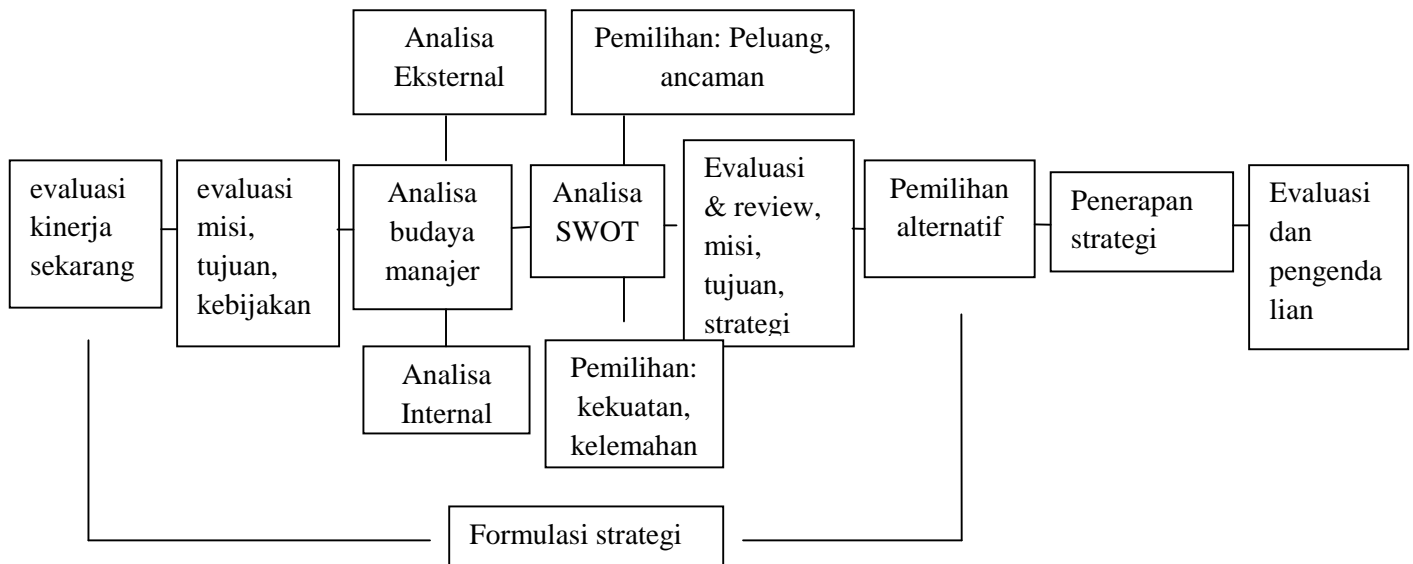 Analisa
Eksternal
Pemilihan: Peluang,
ancaman
evaluasi
kinerja
sekarang
evaluasi
misi,
tujuan,
kebijakan
Analisa
budaya
manajer
Analisa
SWOT
Evaluasi
& review,
misi,
tujuan,
strategi
Pemilihan
alternatif
Penerapan
strategi
Evaluasi
dan
pengenda
lian
Analisa
Internal
Pemilihan:
kekuatan,
kelemahan
Formulasi strategi